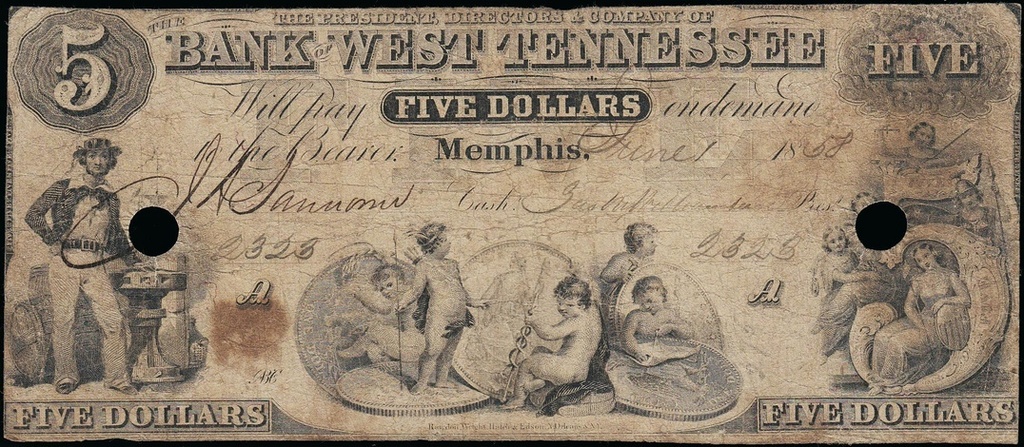 THE PRESIDENT, DIRECTORS & COMPANY OF
THE BANK OF WEST TENNESSEE
5
FIVE
Will pay FIVE DOLLARS on demand
to the Bearer. Memphis, June 1 1858
Cash. Pres.
2323 2323
A A
FIVE DOLLARS FIVE DOLLARS